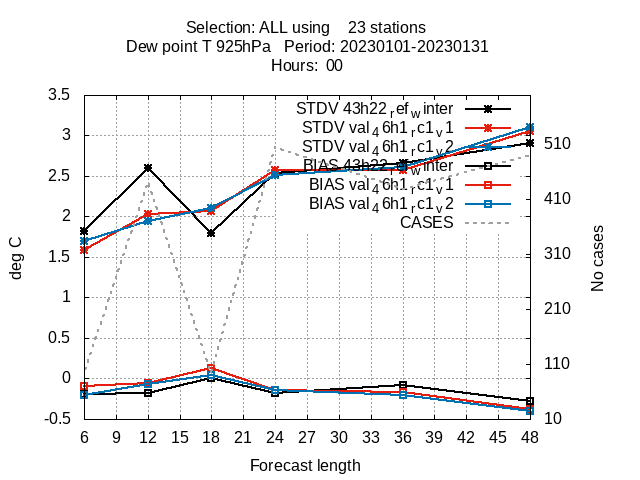 Selection: ALL using    23 stations
Dew point T 925hPa   Period: 20230101-20230131
Hours:  00
3.5
3
2.5
2
1.5
1
0.5
0
-0.5
deg C
STDV 43h22_ref_winter
STDV val_46h1_rc1_v1
STDV val_46h1_rc1_v2
BIAS 43h22_ref_winter
BIAS val_46h1_rc1_v1
BIAS val_46h1_rc1_v2
CASES
510
410
310
210
110
10
No cases
6 9 12 15 18 21 24 27 30 33 36 39 42 45 48
Forecast length